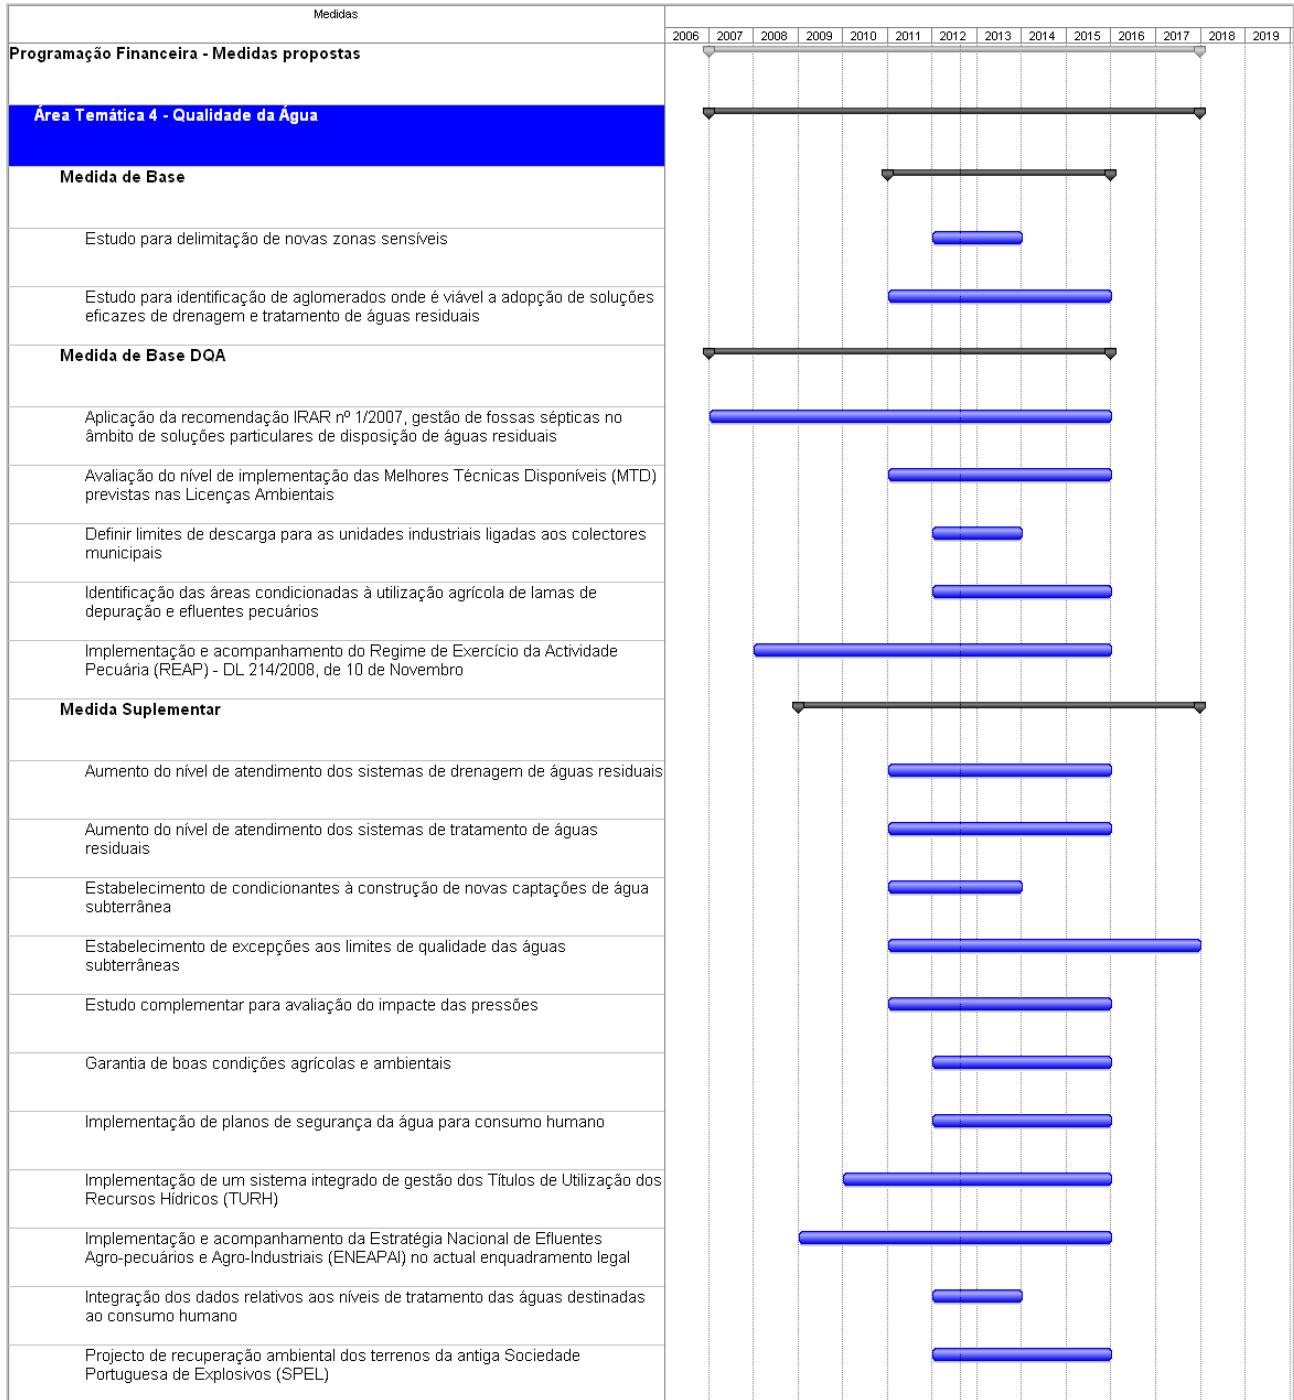 Medidas
2006 2007 2008 2009 2010 2011 2012 2013 2014 2015 2016 2017 2018 2019
Programação Financeira - Medidas propostas
Área Temática 4 - Qualidade da Água
Medida de Base
Estudo para delimitação de novas zonas sensíveis
Estudo para identificação de aglomerados onde é viável a adopção de soluções
eficazes de drenagem e tratamento de águas residuais
Medida de Base DQA
Aplicação da recomendação IRAR nº 1/2007, gestão de fossas sépticas no
âmbito de soluções particulares de disposição de águas residuais
Avaliação do nível de implementação das Melhores Técnicas Disponíveis (MTD)
previstas nas Licenças Ambientais
Definir limites de descarga para as unidades industriais ligadas aos colectores
municipais
Identificação das áreas condicionadas à utilização agrícola de lamas de
depuração e efluentes pecuários
Implementação e acompanhamento do Regime de Exercício da Actividade
Pecuária (REAP) - DL 214/2008, de 10 de Novembro
Medida Suplementar
Aumento do nível de atendimento dos sistemas de drenagem de águas residuais
Aumento do nível de atendimento dos sistemas de tratamento de águas
residuais
Estabelecimento de condicionantes à construção de novas captações de água
subterrânea
Estabelecimento de excepções aos limites de qualidade das águas
subterrâneas
Estudo complementar para avaliação do impacte das pressões
Garantia de boas condições agrícolas e ambientais
Implementação de planos de segurança da água para consumo humano
Implementação de um sistema integrado de gestão dos Títulos de Utilização dos
Recursos Hídricos (TURH)
Implementação e acompanhamento da Estratégia Nacional de Efluentes
Agro-pecuários e Agro-Industriais (ENEAPAI) no actual enquadramento legal
Integração dos dados relativos aos níveis de tratamento das águas destinadas
ao consumo humano
Projecto de recuperação ambiental dos terrenos da antiga Sociedade
Portuguesa de Explosivos (SPEL)